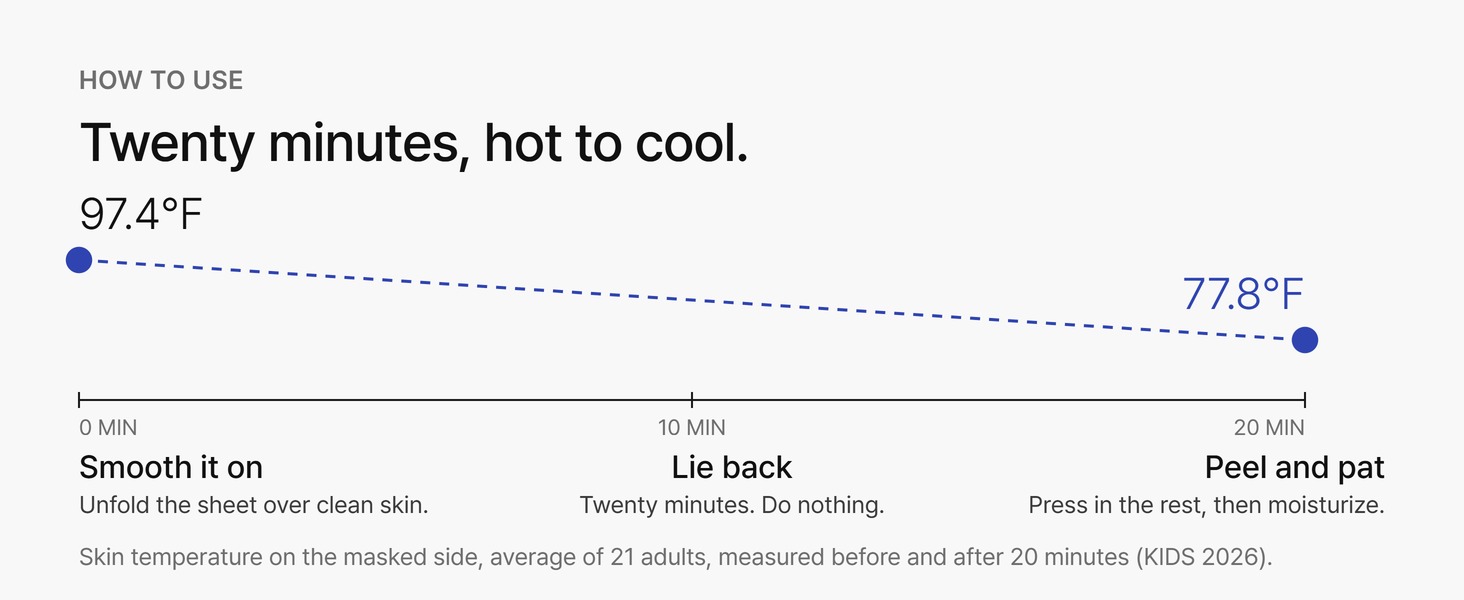 HOW TO USE
Twenty minutes, hot to cool.
97.4°F
77.8°F
0 MIN
10 MIN
20 MIN
Smooth it on
Lie back
Peel and pat
Unfold the sheet over clean skin.
Twenty minutes. Do nothing.
Press in the rest, then moisturize.
Skin temperature on the masked side, average of 21 adults, measured before and after 20 minutes (KIDS 2026).